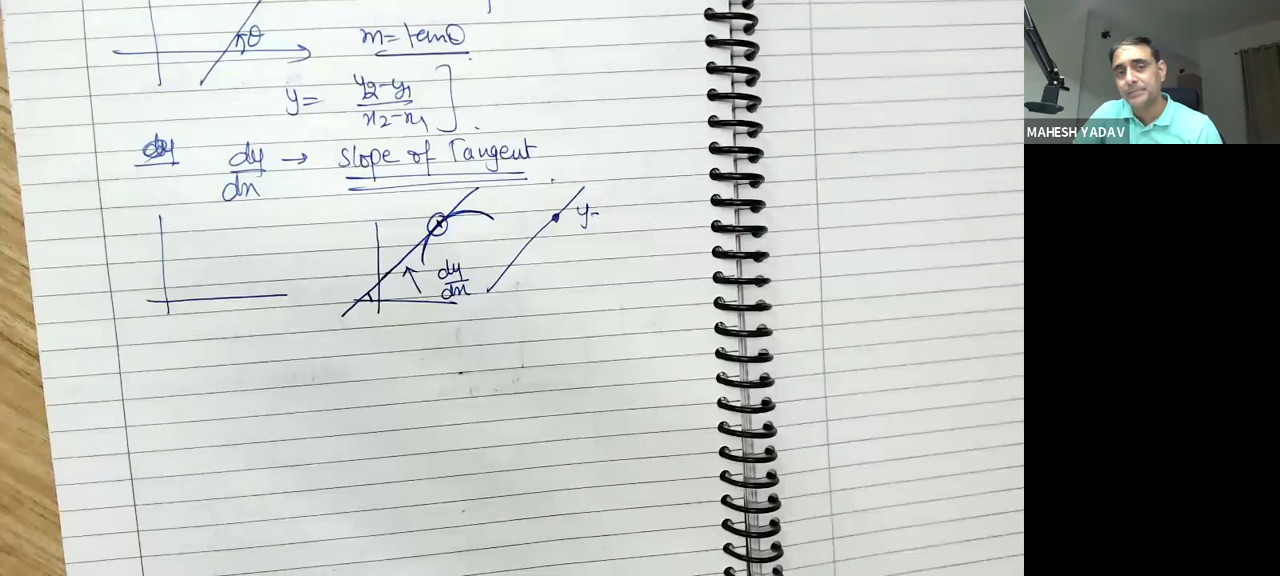 θ
m = tanθ
y = y2-y1 / x2-x1
dy/dx → Slope of Tangent
y-
dy/dx
MAHESH YADAV